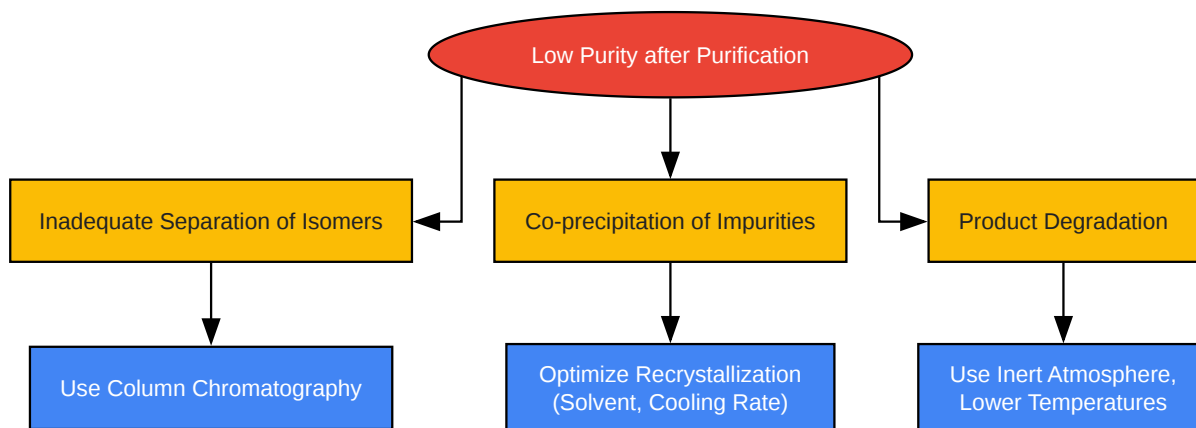 Low Purity after Purification
Inadequate Separation of Isomers
Co-precipitation of Impurities
Product Degradation
Use Column Chromatography
Optimize Recrystallization
(Solvent, Cooling Rate)
Use Inert Atmosphere,
Lower Temperatures